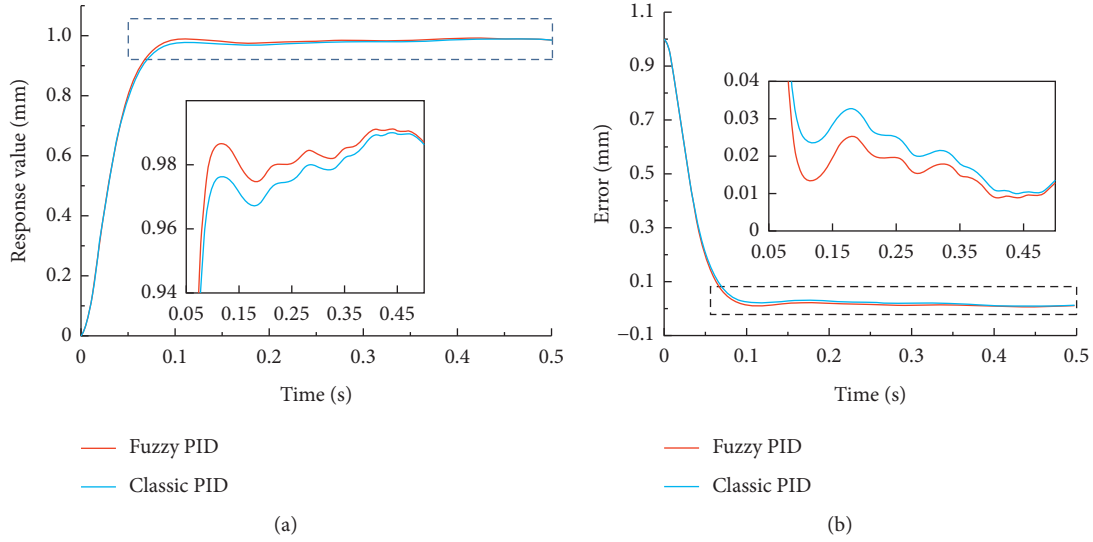 1.0
0.8
0.6
0.4
0.2
0
Response value (mm)
0.98
0.96
0.94
0.05 0.15 0.25 0.35 0.45
0 0.1 0.2 0.3 0.4 0.5
Time (s)
Fuzzy PID
Classic PID
(a)
1.1
0.9
0.7
0.5
0.3
0.1
−0.1
Error (mm)
0.04
0.03
0.02
0.01
0
0.05 0.15 0.25 0.35 0.45
0 0.1 0.2 0.3 0.4 0.5
Time (s)
Fuzzy PID
Classic PID
(b)